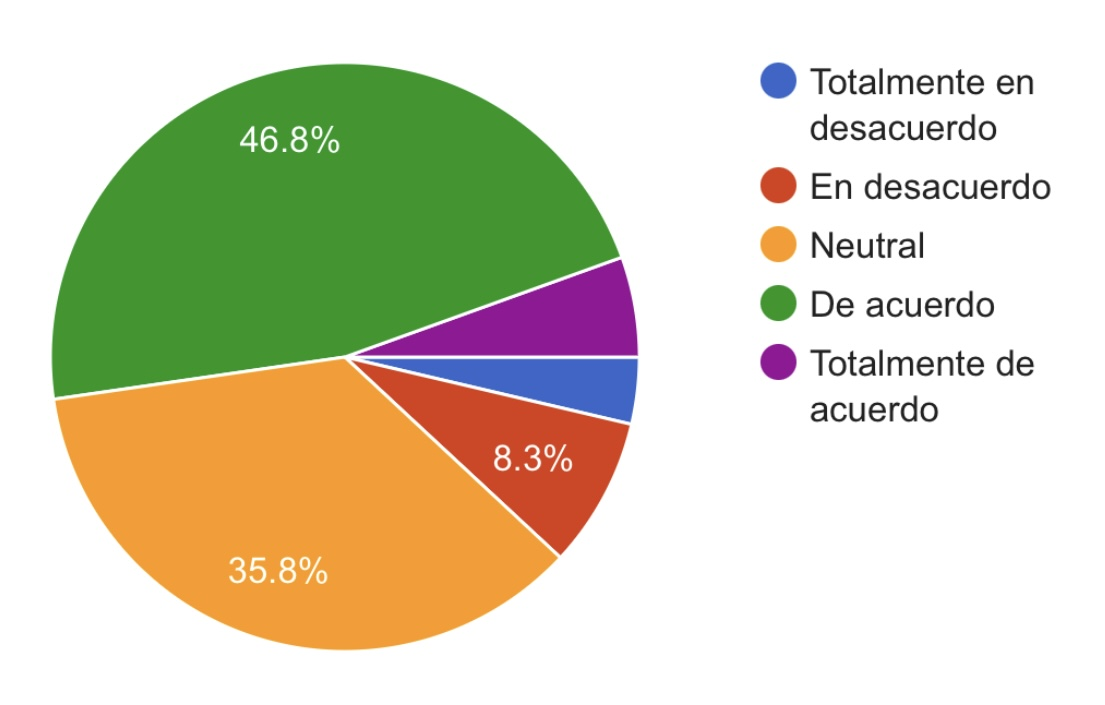 46.8%
8.3%
35.8%
Totalmente en
desacuerdo
En desacuerdo
Neutral
De acuerdo
Totalmente de
acuerdo